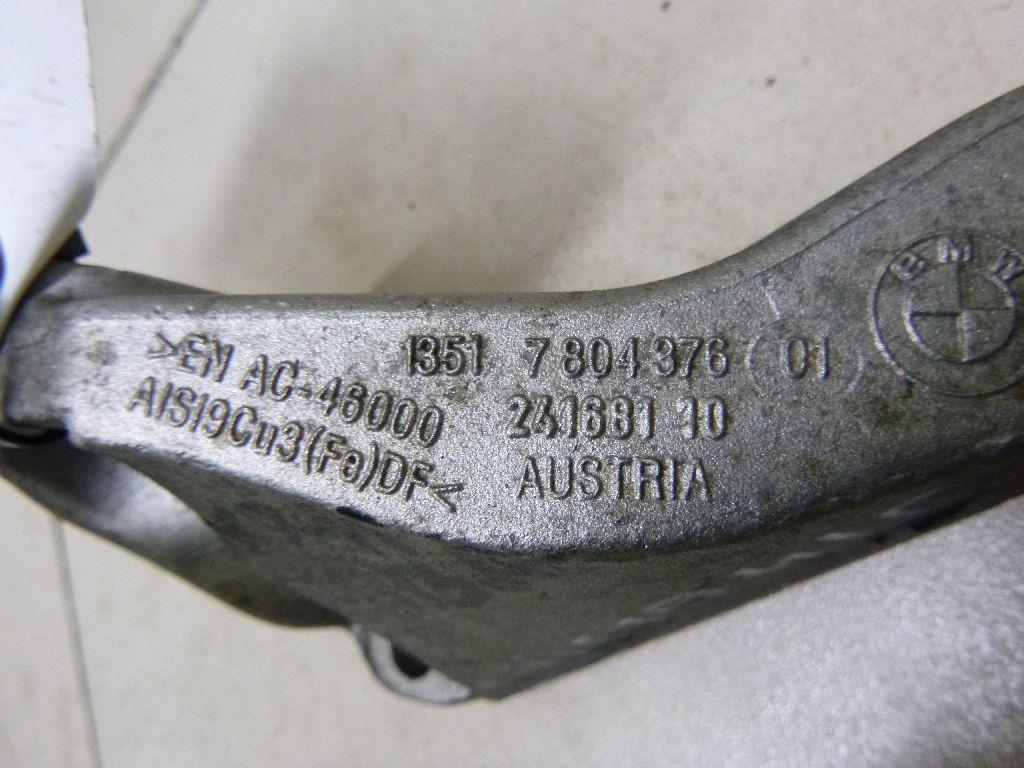 >EN AC-46000
AlSi9Cu3(Fe)DF<
1351 7 804 376 01
241681 10
AUSTRIA
BMW